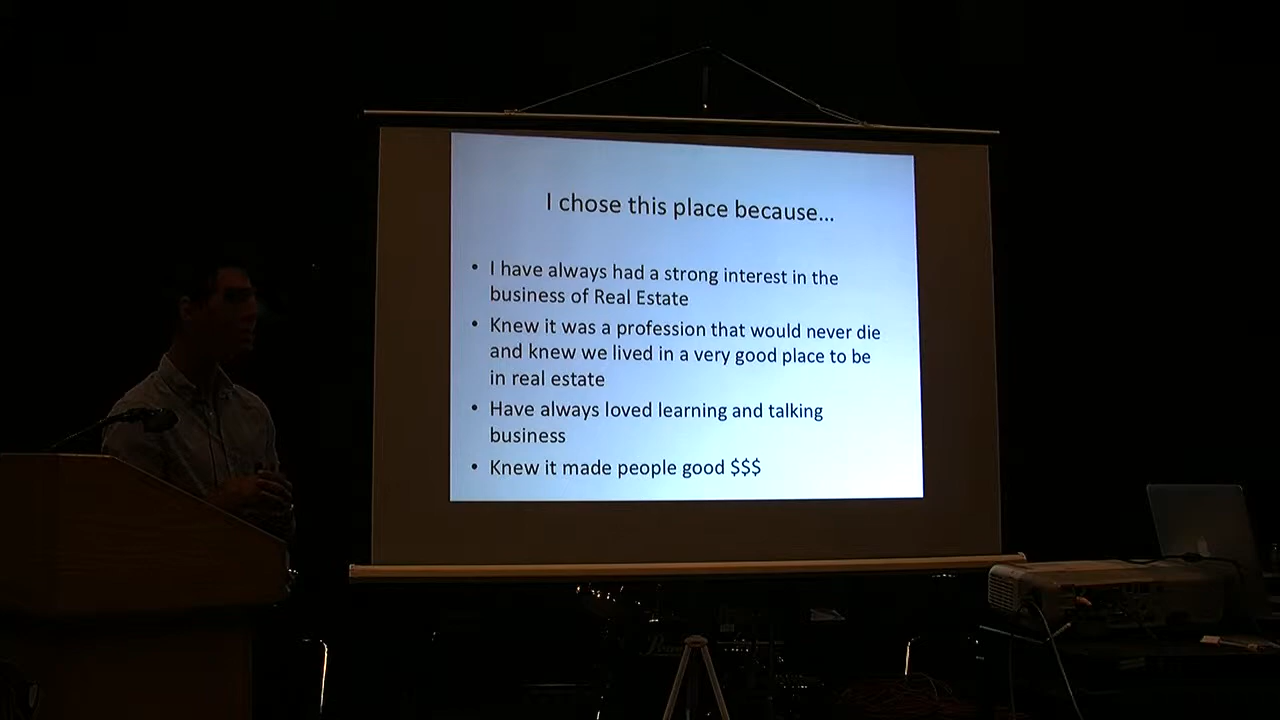 I chose this place because...
• I have always had a strong interest in the
business of Real Estate
• Knew it was a profession that would never die
and knew we lived in a very good place to be
in real estate
• Have always loved learning and talking
business
• Knew it made people good $$$